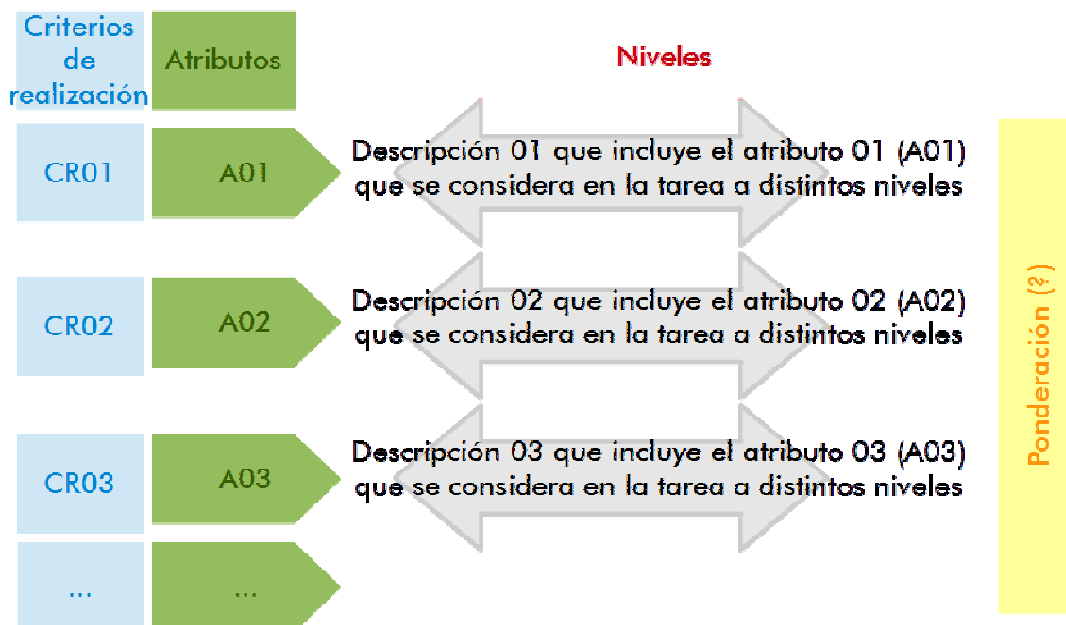 Criterios
de
realización
Atributos
Niveles
CR01
A01
Descripción 01 que incluye el atributo 01 (A01)
que se considera en la tarea a distintos niveles
CR02
A02
Descripción 02 que incluye el atributo 02 (A02)
que se considera en la tarea a distintos niveles
CR03
A03
Descripción 03 que incluye el atributo 03 (A03)
que se considera en la tarea a distintos niveles
...
...
Ponderación (?)